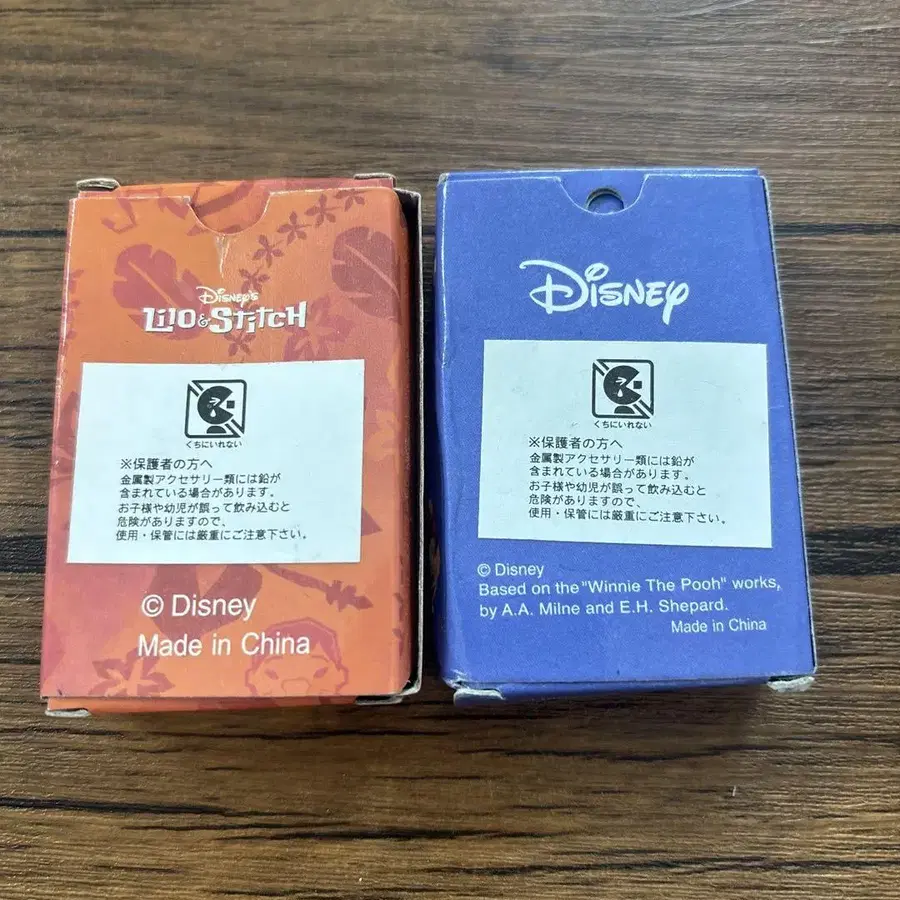 Disney's
Lilo & Stitch
くちにいれない
※保護者の方へ
金属製アクセサリー類には鉛が
含まれている場合があります。
お子様や幼児が誤って飲み込むと
危険がありますので、
使用・保管には厳重にご注意下さい。
© Disney
Made in China
Disney
くちにいれない
※保護者の方へ
金属製アクセサリー類には鉛が
含まれている場合があります。
お子様や幼児が誤って飲み込むと
危険がありますので、
使用・保管には厳重にご注意下さい。
© Disney
Based on the "Winnie The Pooh" works,
by A.A. Milne and E.H. Shepard.
Made in China